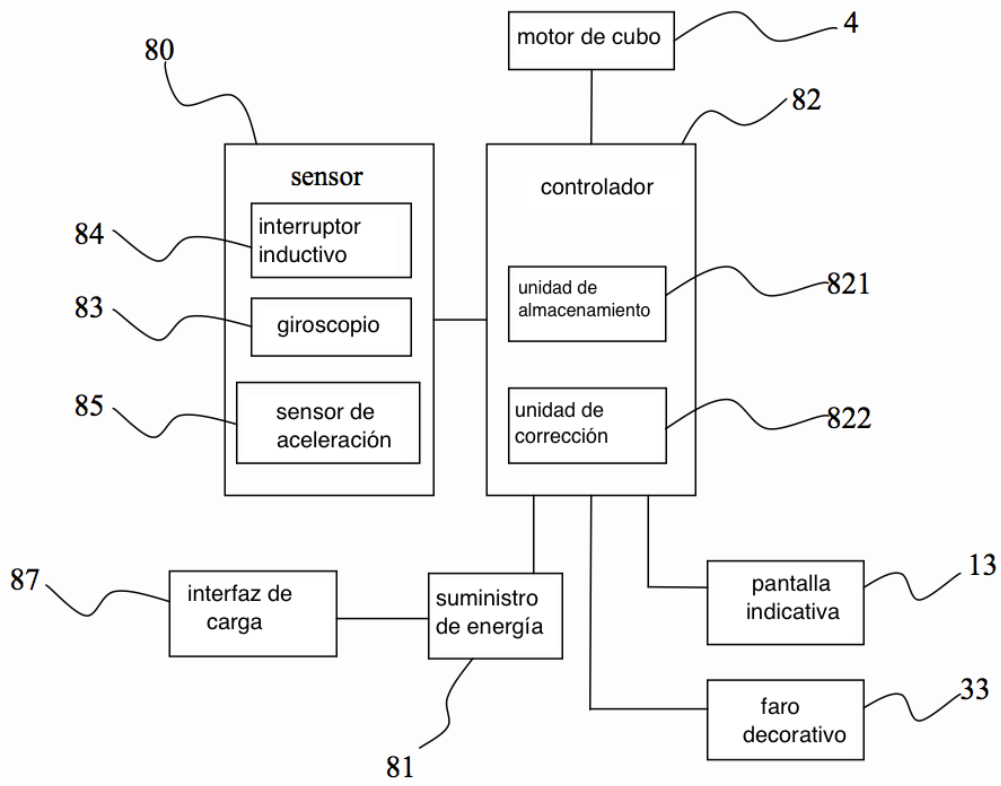 motor de cubo
4
80
82
sensor
controlador
interruptor
inductivo
84
unidad de
almacenamiento
821
giroscopio
83
sensor de
aceleración
85
unidad de
corrección
822
87
interfaz de
carga
suministro
de energía
81
pantalla
indicativa
13
faro
decorativo
33